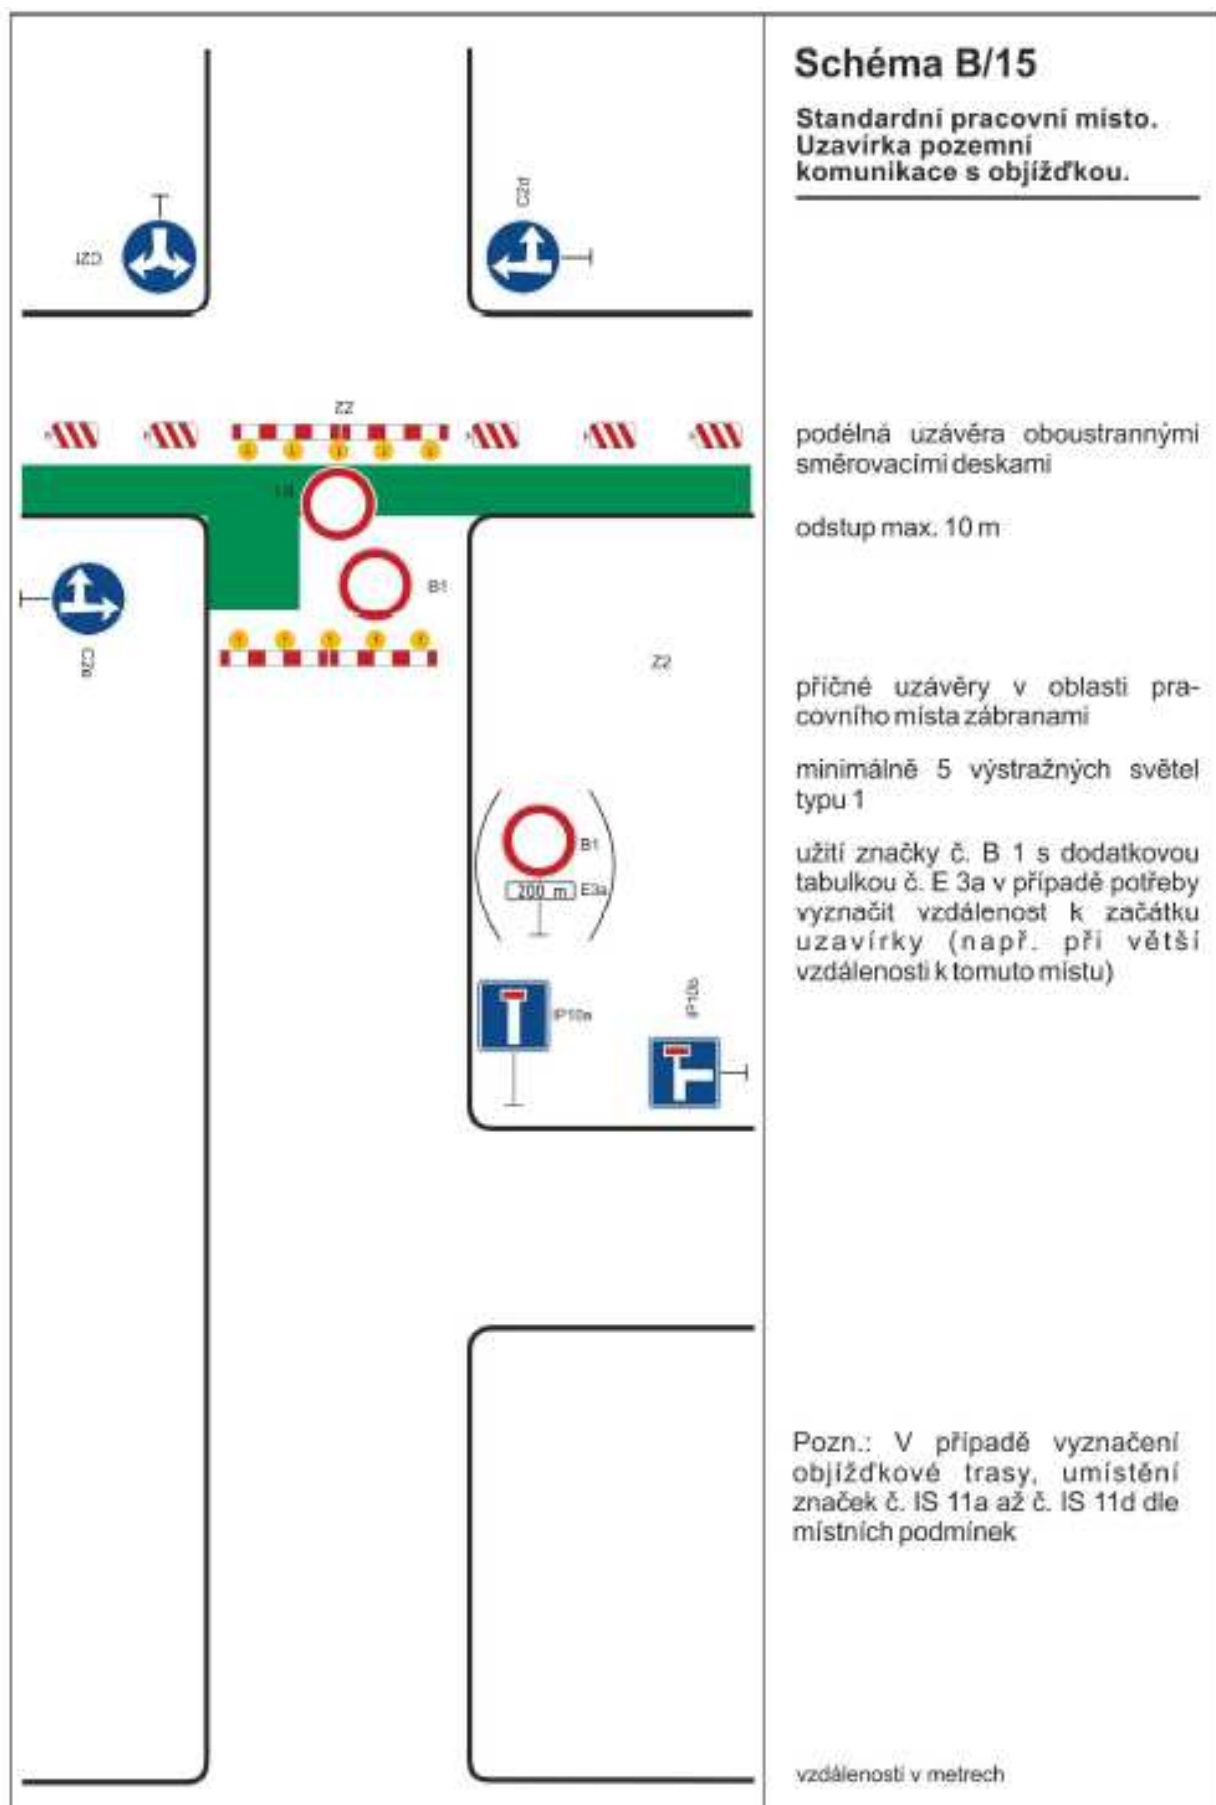 Schéma B/15
Standardní pracovní místo.
Uzavírka pozemní
komunikace s objížďkou.
C2f
C2d
Z2
podélná uzávěra oboustrannými
směrovacími deskami
B1
odstup max. 10 m
B1
C2e
Z2
příčné uzávěry v oblasti pra-
covního místa zábranami
minimálně 5 výstražných světel
typu 1
B1
200 m E3a
užití značky č. B 1 s dodatkovou
tabulkou č. E 3a v případě potřeby
vyznačit vzdálenost k začátku
uzavírky (např. při větší
vzdálenosti k tomuto místu)
IP10a
IP10b
Pozn.: V případě vyznačení
objížďkové trasy, umístění
značek č. IS 11a až č. IS 11d dle
místních podmínek
vzdálenosti v metrech